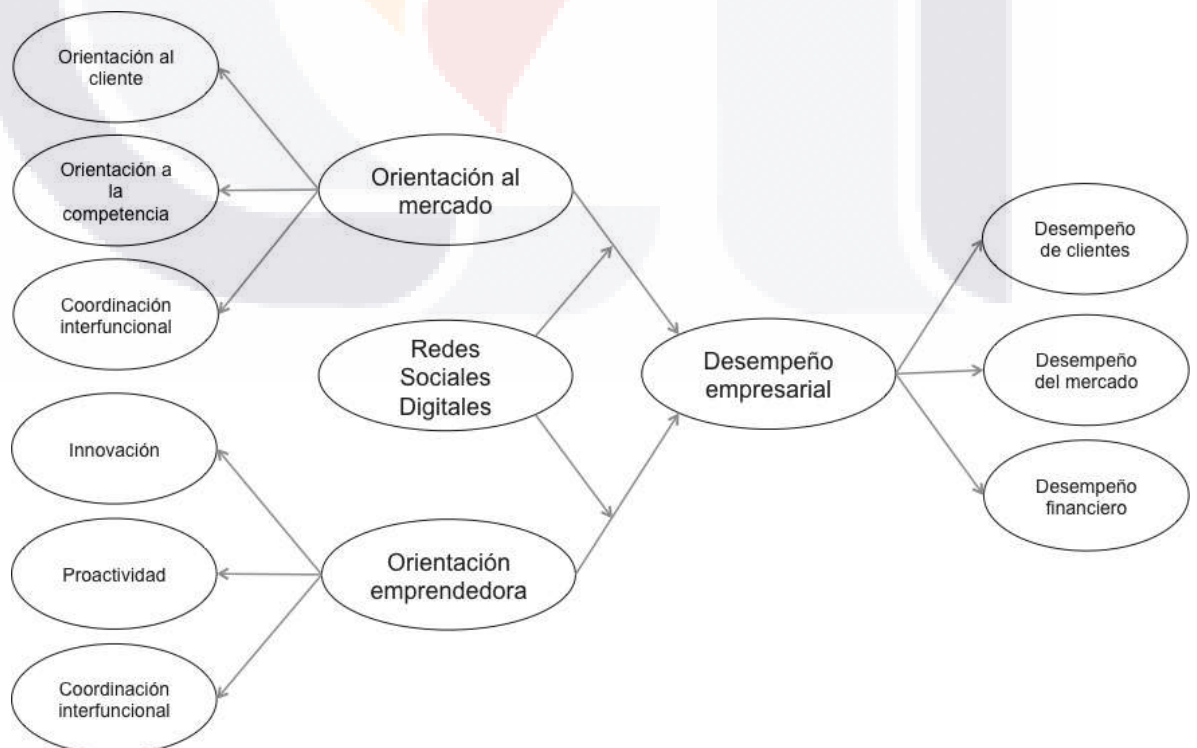 Orientación al
cliente
Orientación a
la
competencia
Coordinación
interfuncional
Innovación
Proactividad
Coordinación
interfuncional
Orientación al
mercado
Redes
Sociales
Digitales
Orientación
emprendedora
Desempeño
empresarial
Desempeño
de clientes
Desempeño
del mercado
Desempeño
financiero